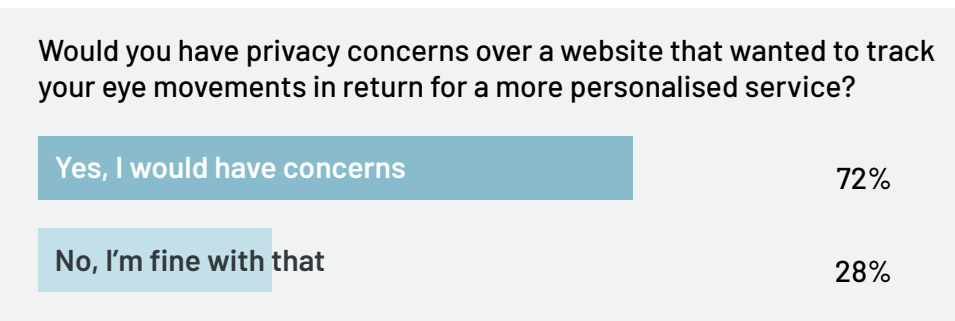 Would you have privacy concerns over a website that wanted to track
your eye movements in return for a more personalised service?
Yes, I would have concerns
72%
No, I’m fine with that
28%